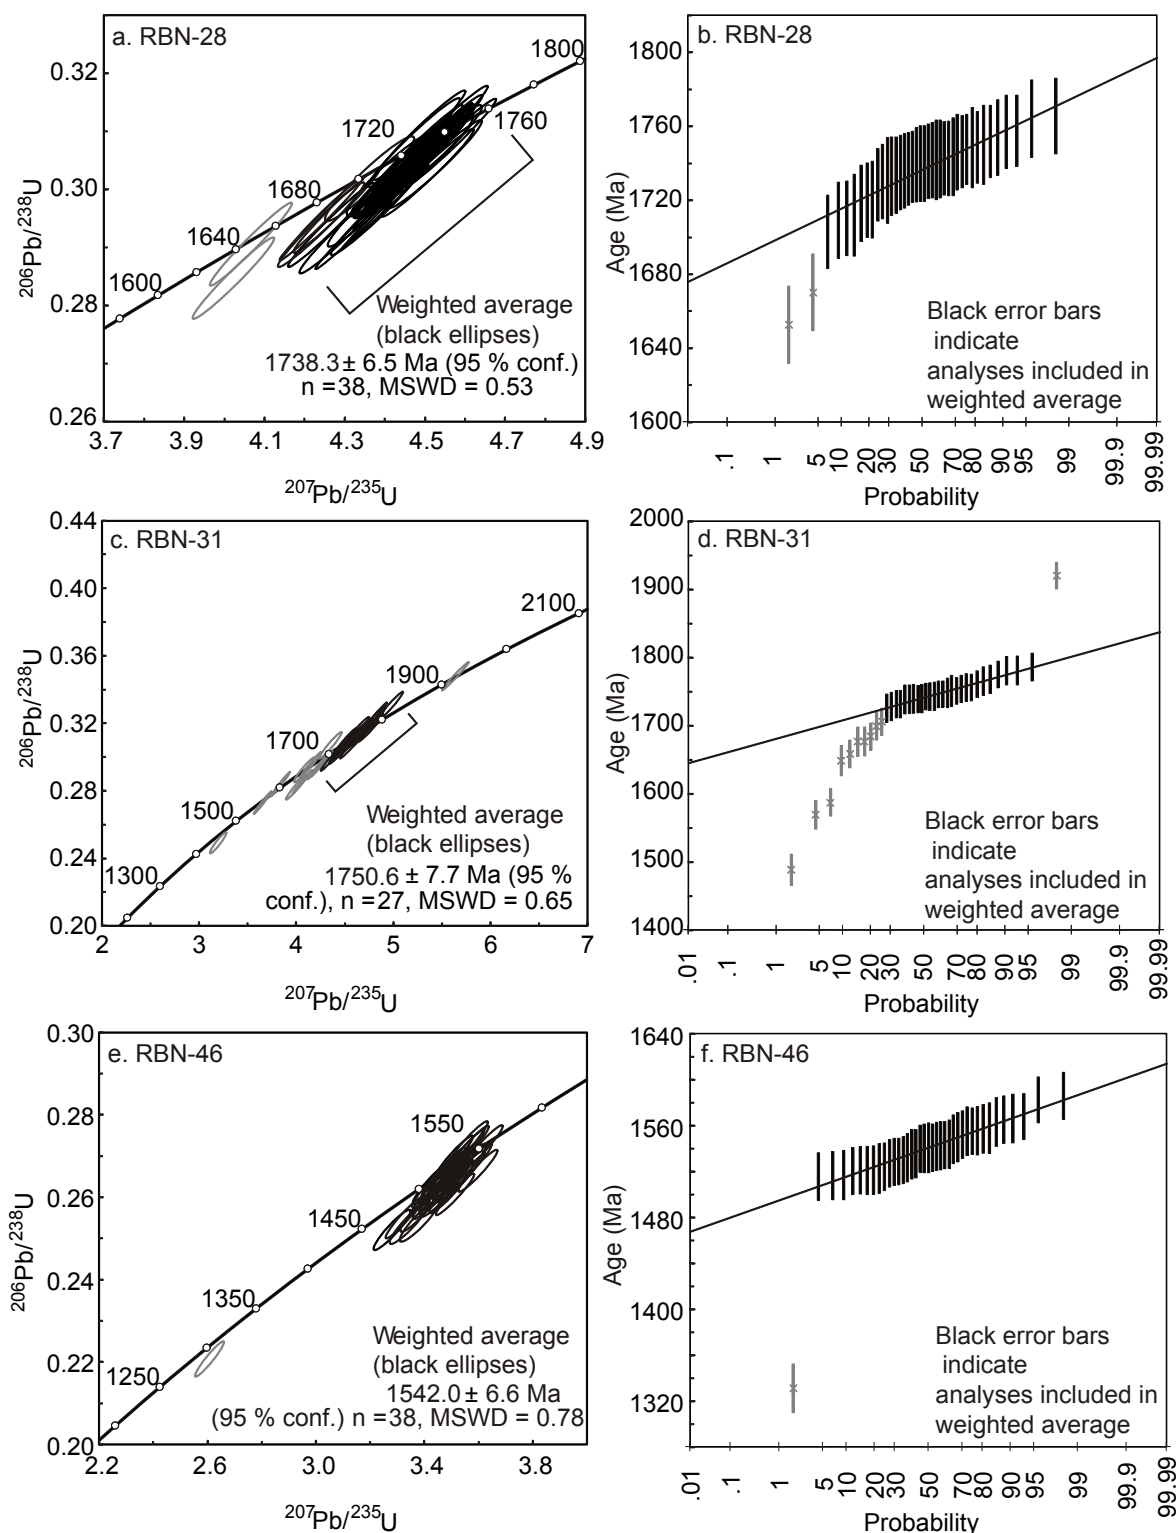 a. RBN-28
0.32
0.30
0.28
0.26
²⁰⁶Pb/²³⁸U
1600
1640
1680
1720
1760
1800
Weighted average
(black ellipses)
1738.3 ± 6.5 Ma (95 % conf.)
n =38, MSWD = 0.53
3.7 3.9 4.1 4.3 4.5 4.7 4.9
²⁰⁷Pb/²³⁵U
b. RBN-28
1800
1760
1720
1680
1640
1600
Age (Ma)
Black error bars
indicate
analyses included in
weighted average
.1 1 5 10 20 30 50 70 80 90 95 99 99.9 99.99
Probability
c. RBN-31
0.44
0.40
0.36
0.32
0.28
0.24
0.20
²⁰⁶Pb/²³⁸U
1300
1500
1700
1900
2100
Weighted average
(black ellipses)
1750.6 ± 7.7 Ma (95 %
conf.), n =27, MSWD = 0.65
2 3 4 5 6 7
²⁰⁷Pb/²³⁵U
d. RBN-31
2000
1900
1800
1700
1600
1500
1400
Age (Ma)
Black error bars
indicate
analyses included in
weighted average
.01 .1 1 5 10 20 30 50 70 80 90 95 99 99.9 99.99
Probability
e. RBN-46
0.30
0.28
0.26
0.24
0.22
0.20
²⁰⁶Pb/²³⁸U
1250
1350
1450
1550
Weighted average
(black ellipses)
1542.0 ± 6.6 Ma
(95 % conf.) n =38, MSWD = 0.78
2.2 2.6 3.0 3.4 3.8
²⁰⁷Pb/²³⁵U
f. RBN-46
1640
1560
1480
1400
1320
Age (Ma)
Black error bars
indicate
analyses included in
weighted average
.01 .1 1 5 10 20 30 50 70 80 90 95 99 99.9 99.99
Probability